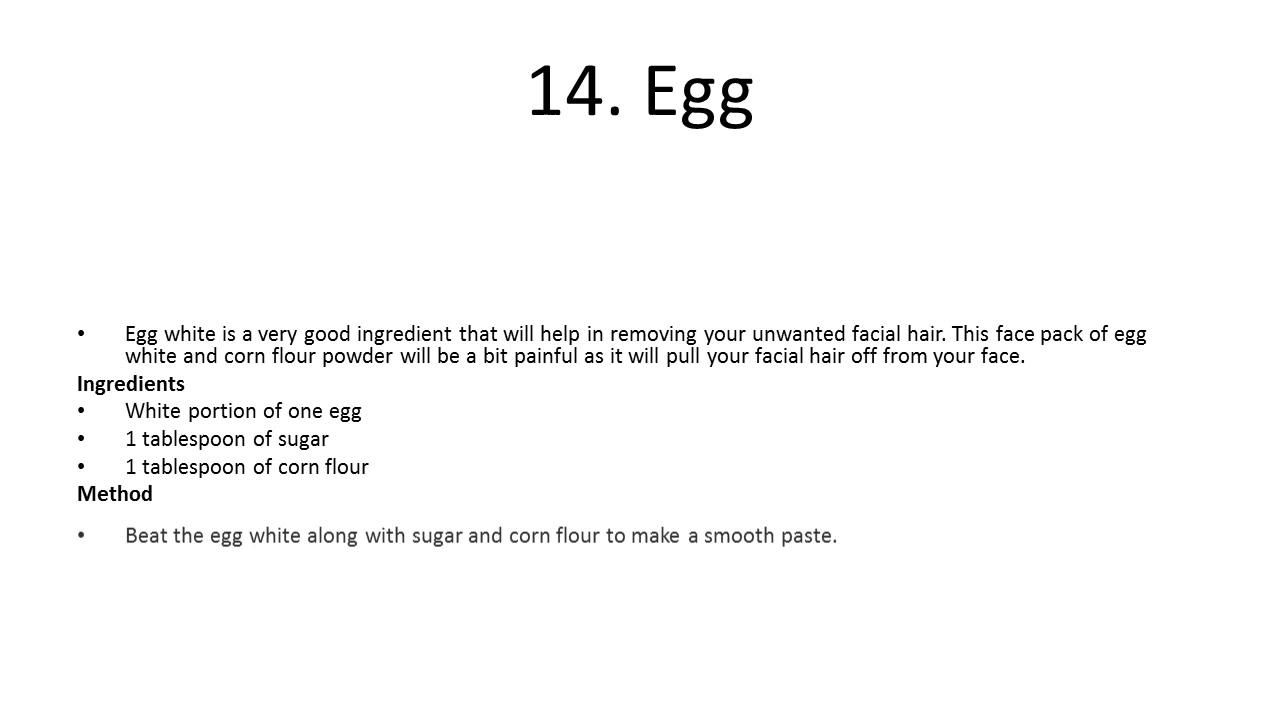 14. Egg
• Egg white is a very good ingredient that will help in removing your unwanted facial hair. This face pack of egg
white and corn flour powder will be a bit painful as it will pull your facial hair off from your face.
Ingredients
• White portion of one egg
• 1 tablespoon of sugar
• 1 tablespoon of corn flour
Method
• Beat the egg white along with sugar and corn flour to make a smooth paste.